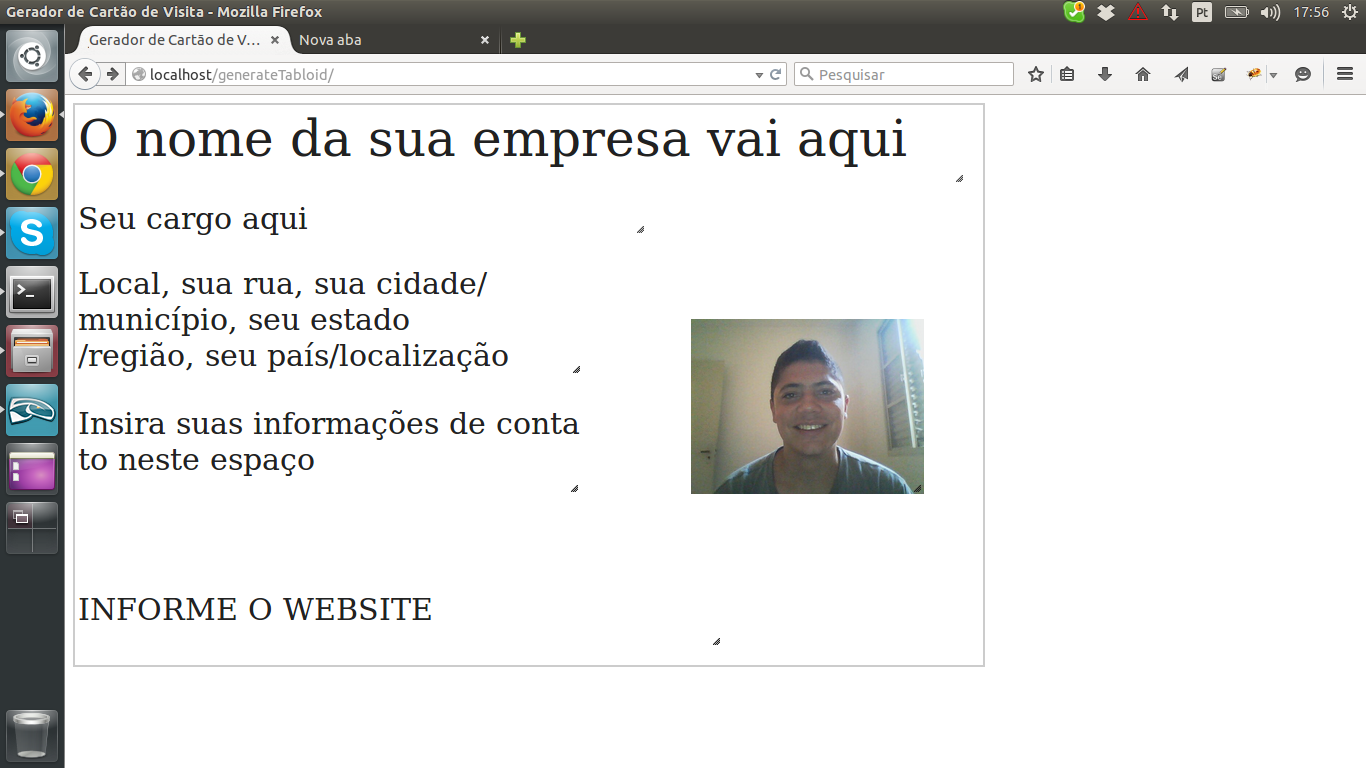 Gerador de Cartão de Visita - Mozilla Firefox
Pt
17:56
Gerador de Cartão de V...
Nova aba
localhost/generateTabloid/
Pesquisar
O nome da sua empresa vai aqui
Seu cargo aqui
Local, sua rua, sua cidade/
município, seu estado
/região, seu país/localização
Insira suas informações de conta
to neste espaço
INFORME O WEBSITE